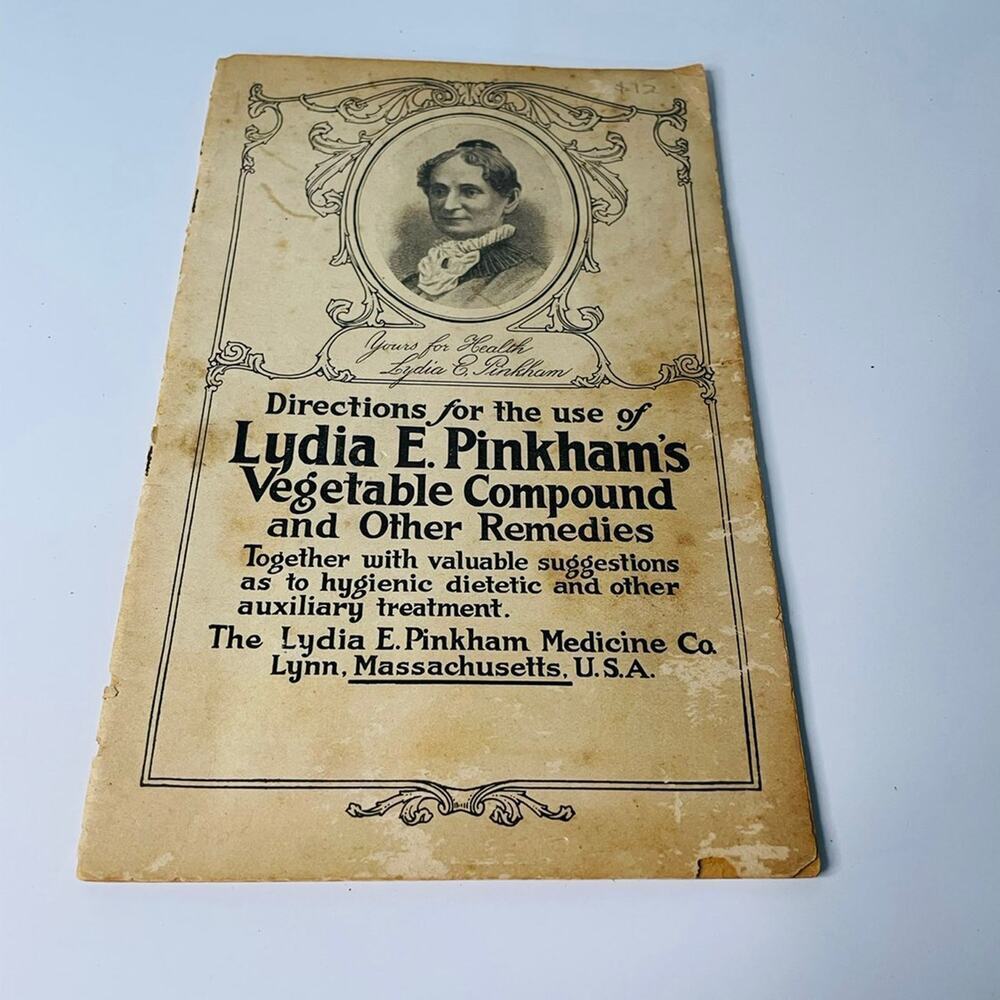 $12
Yours for Health
Lydia E. Pinkham
Directions for the use of
Lydia E. Pinkham's
Vegetable Compound
and Other Remedies
Together with valuable suggestions
as to hygienic dietetic and other
auxiliary treatment.
The Lydia E. Pinkham Medicine Co.
Lynn, Massachusetts, U.S.A.